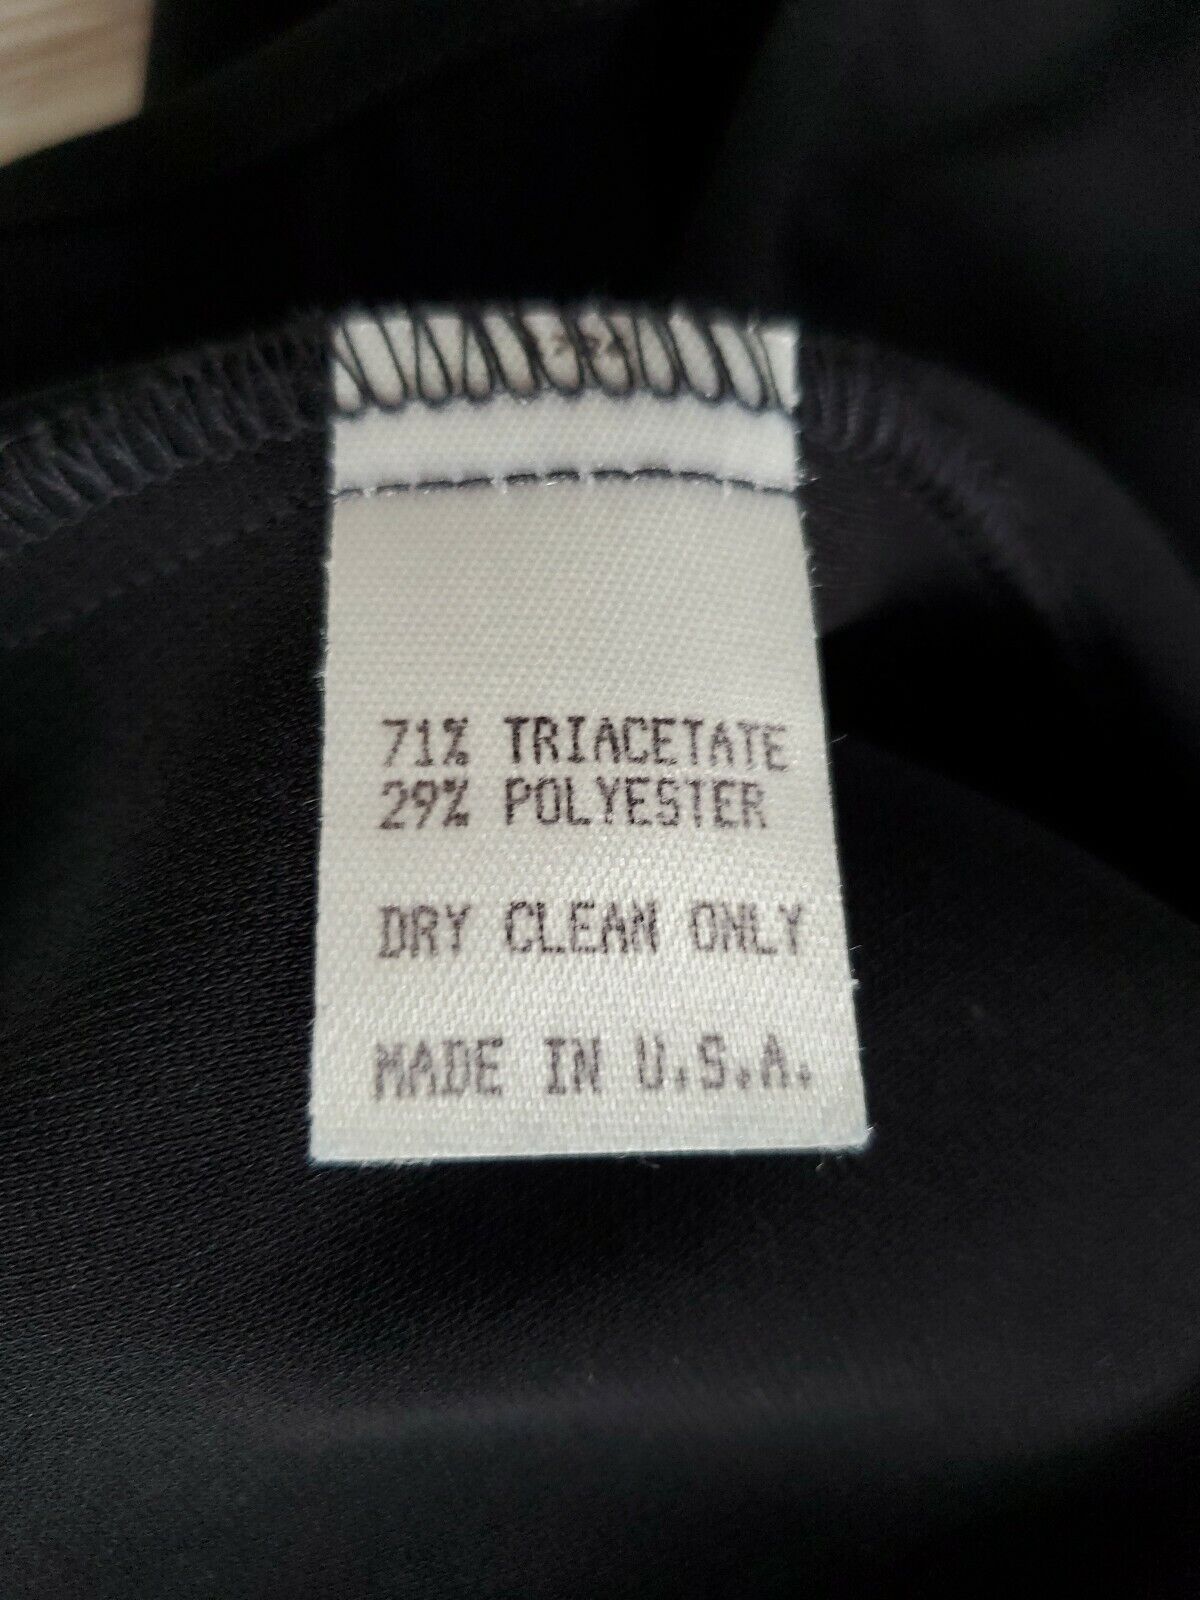 71% TRIACETATE
29% POLYESTER
DRY CLEAN ONLY
MADE IN U.S.A.